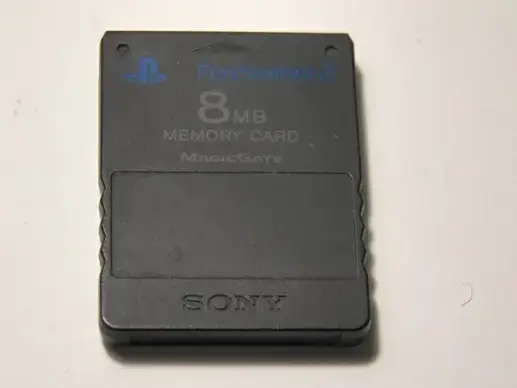 PlayStation 2
8MB
MEMORY CARD
MAGICGATE
SONY